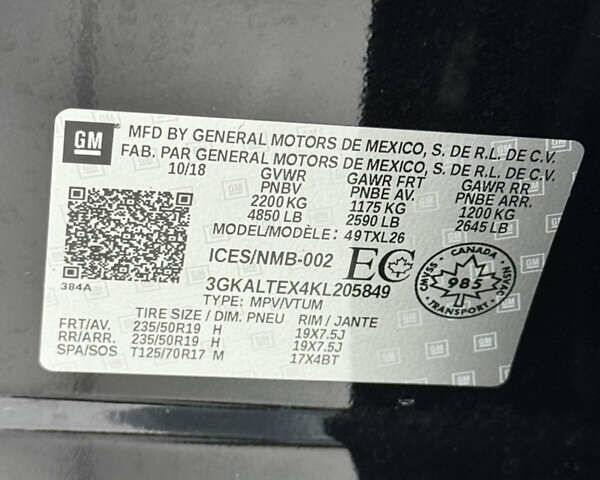 GM
MFD BY GENERAL MOTORS DE MEXICO, S. DE R.L. DE C.V.
FAB. PAR GENERAL MOTORS DE MEXICO, S. DE R.L. DE C.V.
10/18 GVWR GAWR FRT GAWR RR
PNBV PNBE AV. PNBE ARR.
2200 KG 1175 KG 1200 KG
4850 LB 2590 LB 2645 LB
MODEL/MODÈLE: 49TXL26
ICES/NMB-002 EC
CANADA
CMVSS 985 NSVAC
384A
3GKALTEX4KL205849
TYPE: MPV/VTUM
TIRE SIZE / DIM. PNEU RIM / JANTE
FRT/AV. 235/50R19 H 19X7.5J
RR/ARR. 235/50R19 H 19X7.5J
SPA/SOS T125/70R17 M 17X4BT